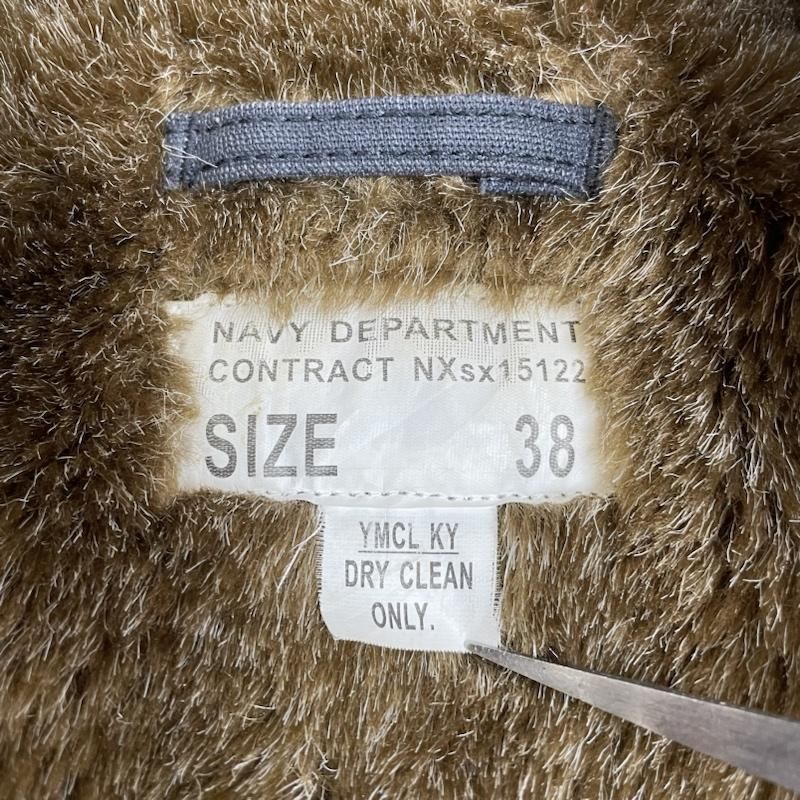 NAVY DEPARTMENT
CONTRACT NXsx15122
SIZE 38
YMCL KY
DRY CLEAN
ONLY.